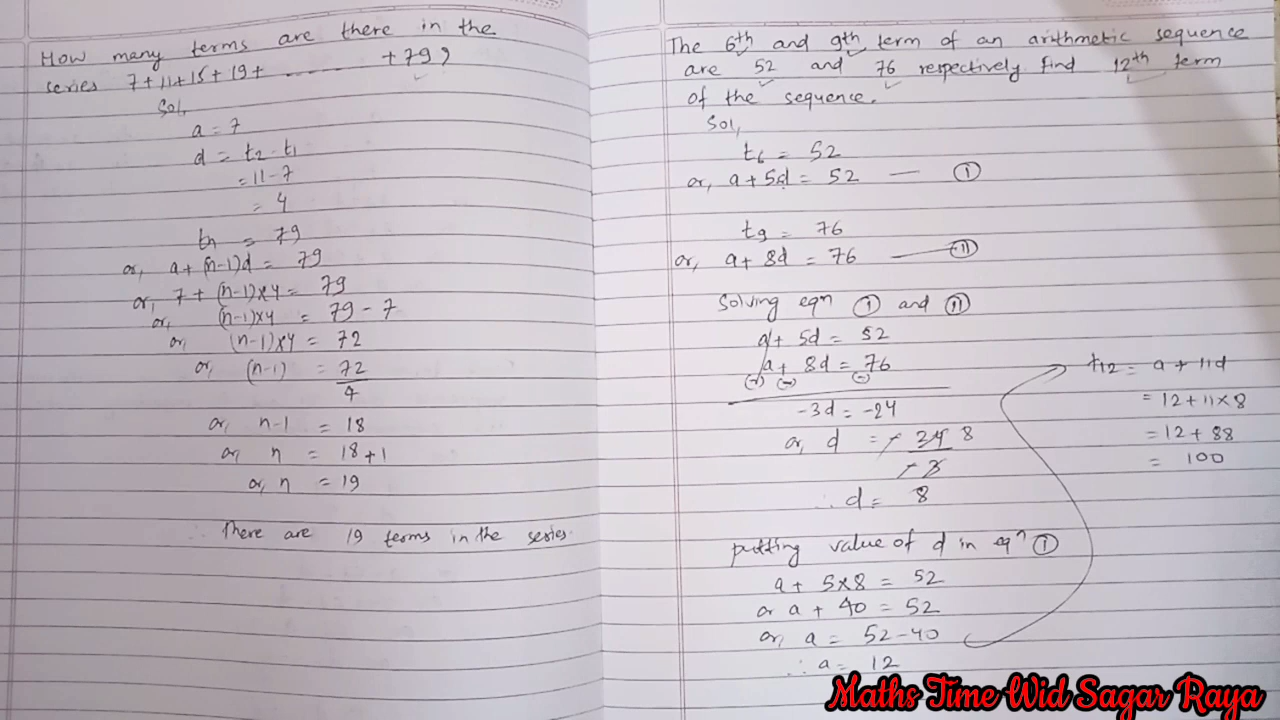 How many terms are there in the
series 7+11+15+19+ ........ +79?
Sol,
a = 7
d = t2 - t1
= 11-7
= 4
tn = 79
or, a+(n-1)d = 79
or, 7+(n-1)×4 = 79
or, (n-1)×4 = 79-7
or, (n-1)×4 = 72
or, (n-1) = 72
4
or, n-1 = 18
or, n = 18+1
or, n = 19
∴ There are 19 terms in the series.
The 6th and 9th term of an arithmetic sequence
are 52 and 76 respectively find 12th term
of the sequence.
Sol,
t6 = 52
or, a+5d = 52 — I
t9 = 76
or, a+8d = 76 — II
Solving eqn I and II
a+5d = 52
a+8d = 76
(-) (-) (-)
-3d = -24
or, d = -24 8
-3
∴ d = 8
putting value of d in eqn I
a+5×8 = 52
or a+40 = 52
or, a = 52-40
∴ a = 12
t12 = a+11d
= 12+11×8
= 12+88
= 100
Maths Time Wid Sagar Raya